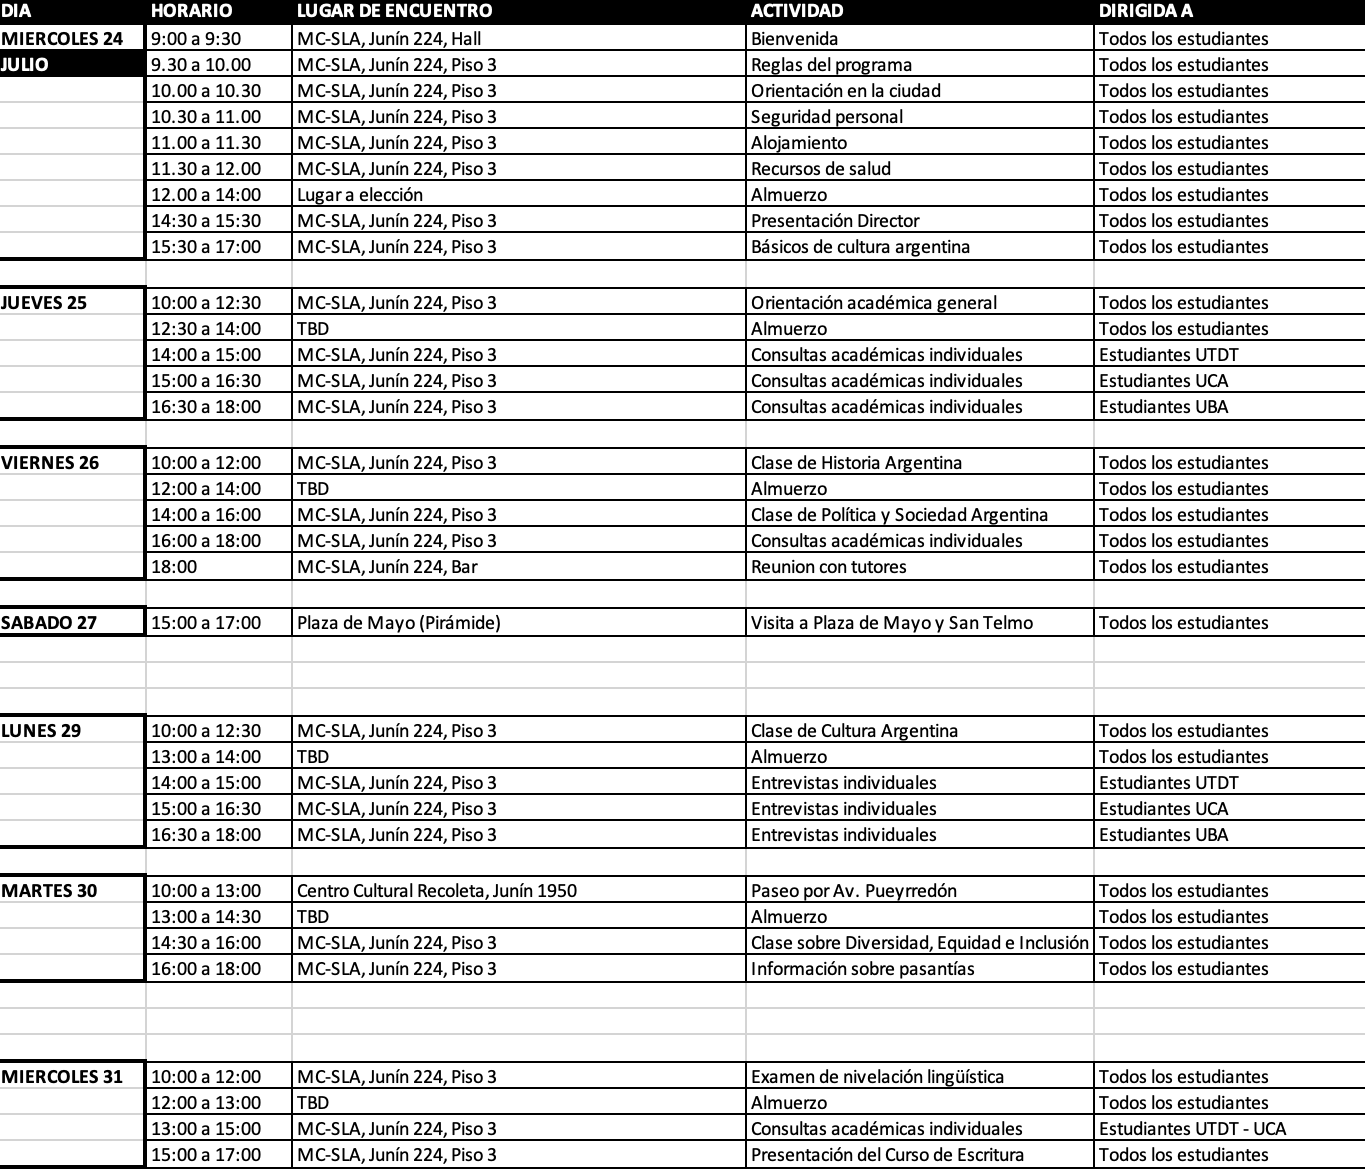 DIA HORARIO LUGAR DE ENCUENTRO ACTIVIDAD DIRIGIDA A
MIERCOLES 24 9:00 a 9:30 MC-SLA, Junín 224, Hall Bienvenida Todos los estudiantes
JULIO 9.30 a 10.00 MC-SLA, Junín 224, Piso 3 Reglas del programa Todos los estudiantes
10.00 a 10.30 MC-SLA, Junín 224, Piso 3 Orientación en la ciudad Todos los estudiantes
10.30 a 11.00 MC-SLA, Junín 224, Piso 3 Seguridad personal Todos los estudiantes
11.00 a 11.30 MC-SLA, Junín 224, Piso 3 Alojamiento Todos los estudiantes
11.30 a 12.00 MC-SLA, Junín 224, Piso 3 Recursos de salud Todos los estudiantes
12.00 a 14:00 Lugar a elección Almuerzo Todos los estudiantes
14:30 a 15:30 MC-SLA, Junín 224, Piso 3 Presentación Director Todos los estudiantes
15:30 a 17:00 MC-SLA, Junín 224, Piso 3 Básicos de cultura argentina Todos los estudiantes
JUEVES 25 10:00 a 12:30 MC-SLA, Junín 224, Piso 3 Orientación académica general Todos los estudiantes
12:30 a 14:00 TBD Almuerzo Todos los estudiantes
14:00 a 15:00 MC-SLA, Junín 224, Piso 3 Consultas académicas individuales Estudiantes UTDT
15:00 a 16:30 MC-SLA, Junín 224, Piso 3 Consultas académicas individuales Estudiantes UCA
16:30 a 18:00 MC-SLA, Junín 224, Piso 3 Consultas académicas individuales Estudiantes UBA
VIERNES 26 10:00 a 12:00 MC-SLA, Junín 224, Piso 3 Clase de Historia Argentina Todos los estudiantes
12:00 a 14:00 TBD Almuerzo Todos los estudiantes
14:00 a 16:00 MC-SLA, Junín 224, Piso 3 Clase de Política y Sociedad Argentina Todos los estudiantes
16:00 a 18:00 MC-SLA, Junín 224, Piso 3 Consultas académicas individuales Todos los estudiantes
18:00 MC-SLA, Junín 224, Bar Reunion con tutores Todos los estudiantes
SABADO 27 15:00 a 17:00 Plaza de Mayo (Pirámide) Visita a Plaza de Mayo y San Telmo Todos los estudiantes
LUNES 29 10:00 a 12:30 MC-SLA, Junín 224, Piso 3 Clase de Cultura Argentina Todos los estudiantes
13:00 a 14:00 TBD Almuerzo Todos los estudiantes
14:00 a 15:00 MC-SLA, Junín 224, Piso 3 Entrevistas individuales Estudiantes UTDT
15:00 a 16:30 MC-SLA, Junín 224, Piso 3 Entrevistas individuales Estudiantes UCA
16:30 a 18:00 MC-SLA, Junín 224, Piso 3 Entrevistas individuales Estudiantes UBA
MARTES 30 10:00 a 13:00 Centro Cultural Recoleta, Junín 1950 Paseo por Av. Pueyrredón Todos los estudiantes
13:00 a 14:30 TBD Almuerzo Todos los estudiantes
14:30 a 16:00 MC-SLA, Junín 224, Piso 3 Clase sobre Diversidad, Equidad e Inclusión Todos los estudiantes
16:00 a 18:00 MC-SLA, Junín 224, Piso 3 Información sobre pasantías Todos los estudiantes
MIERCOLES 31 10:00 a 12:00 MC-SLA, Junín 224, Piso 3 Examen de nivelación lingüística Todos los estudiantes
12:00 a 13:00 TBD Almuerzo Todos los estudiantes
13:00 a 15:00 MC-SLA, Junín 224, Piso 3 Consultas académicas individuales Estudiantes UTDT - UCA
15:00 a 17:00 MC-SLA, Junín 224, Piso 3 Presentación del Curso de Escritura Todos los estudiantes